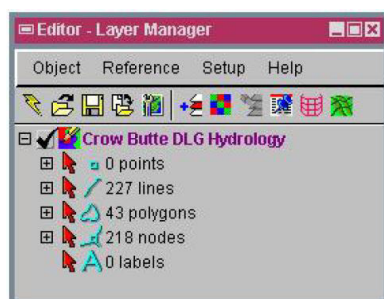 Editor - Layer Manager
Object Reference Setup Help
Crow Butte DLG Hydrology
0 points
227 lines
43 polygons
218 nodes
0 labels